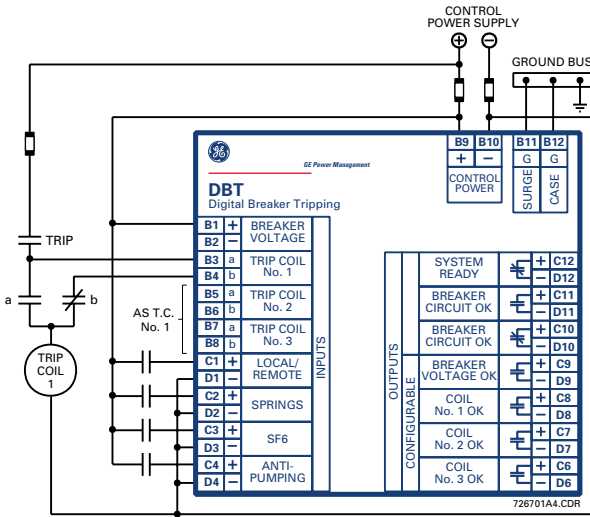 CONTROL
POWER SUPPLY
+ −
GROUND BUS
B9 B10 B11 B12
+ − G G
CONTROL
POWER
SURGE
CASE
GE
GE Power Management
DBT
Digital Breaker Tripping
TRIP
a
b
TRIP
COIL
1
AS T.C.
No. 1
B1 + BREAKER
B2 − VOLTAGE
B3 a TRIP COIL
B4 b No. 1
B5 a TRIP COIL
B6 b No. 2
B7 a TRIP COIL
B8 b No. 3
C1 + LOCAL/
D1 − REMOTE
C2 +
SPRINGS
D2 −
C3 +
SF6
D3 −
C4 + ANTI-
D4 − PUMPING
INPUTS
OUTPUTS
CONFIGURABLE
SYSTEM + C12
READY − D12
BREAKER + C11
CIRCUIT OK − D11
BREAKER + C10
CIRCUIT OK − D10
BREAKER + C9
VOLTAGE OK − D9
COIL + C8
No. 1 OK − D8
COIL + C7
No. 2 OK − D7
COIL + C6
No. 3 OK − D6
726701A4.CDR